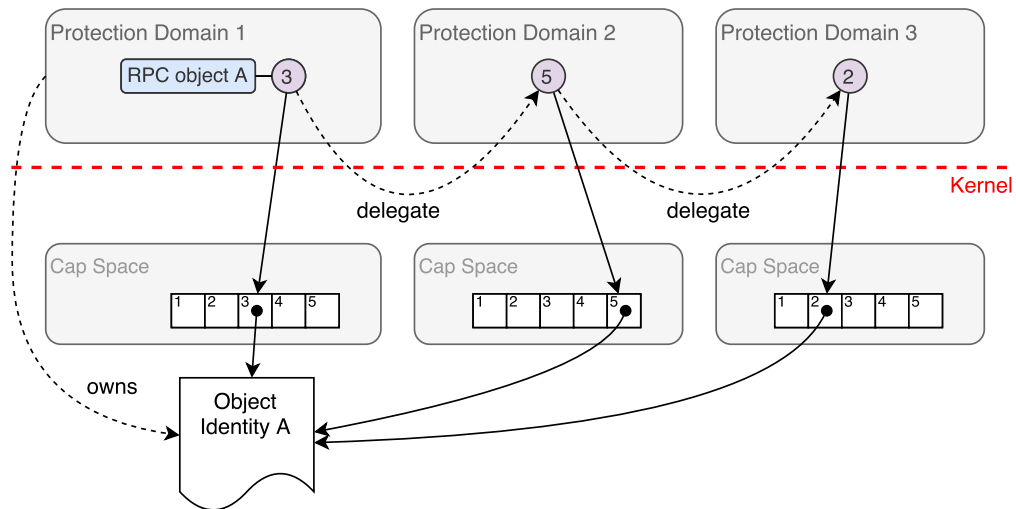 Protection Domain 1
Protection Domain 2
Protection Domain 3
RPC object A
3
5
2
Kernel
delegate
delegate
Cap Space
Cap Space
Cap Space
1 2 3 4 5
1 2 3 4 5
1 2 3 4 5
owns
Object
Identity A